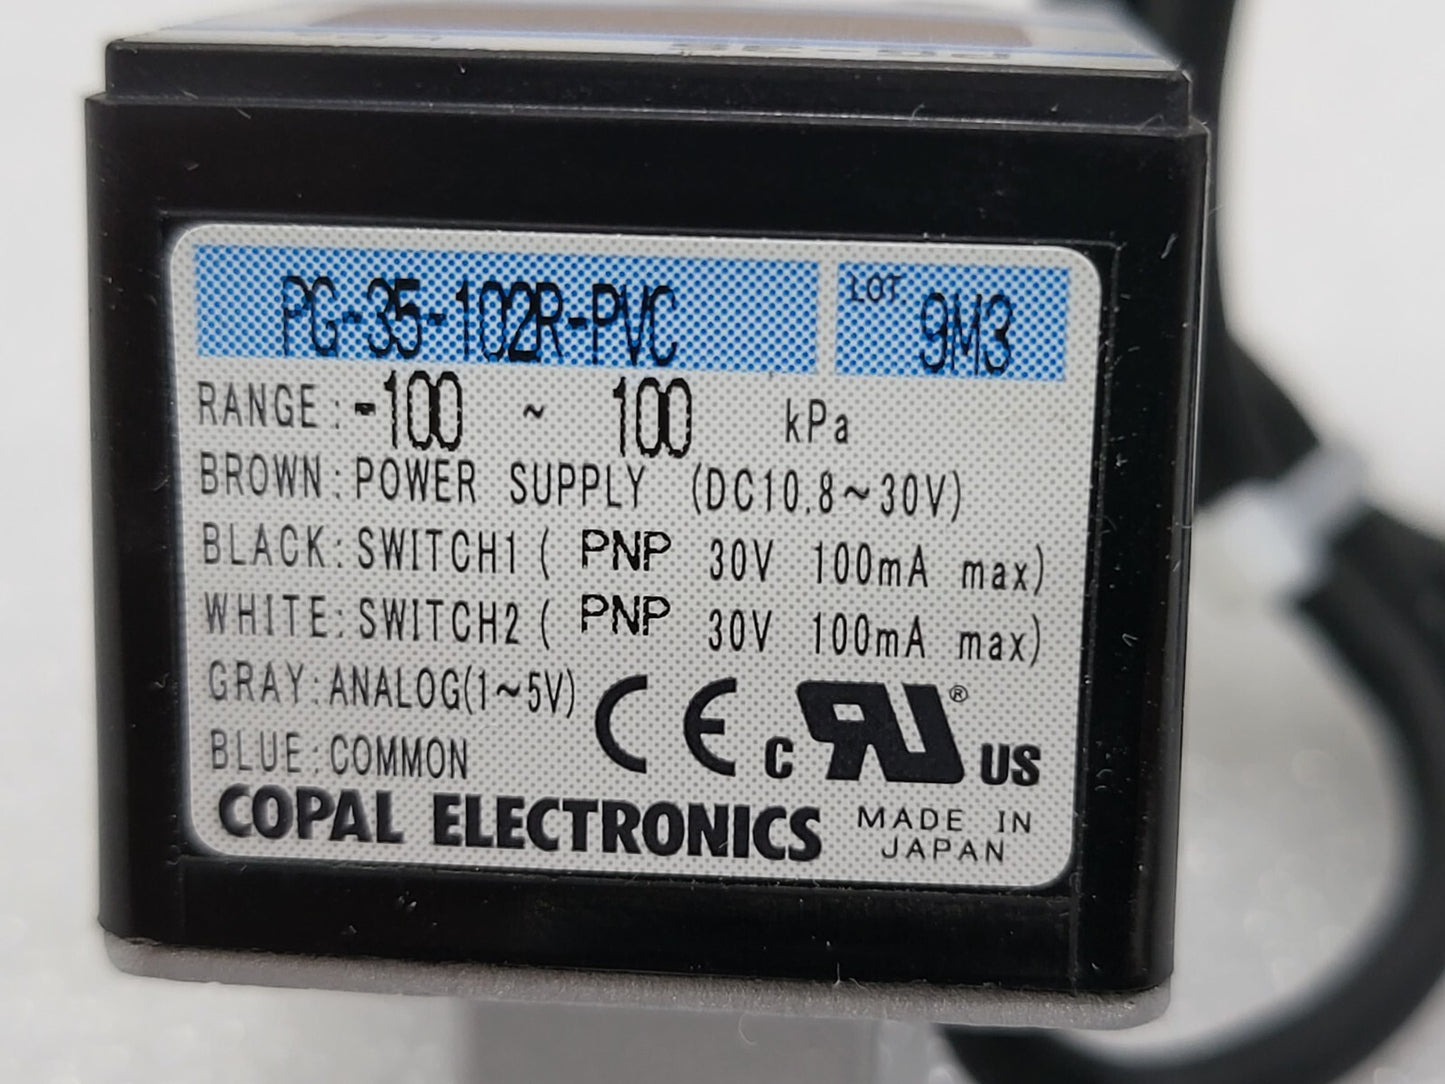 PG-35-102R-PVC LOT. 9M3
RANGE: -100 ~ 100 kPa
BROWN: POWER SUPPLY (DC10.8~30V)
BLACK: SWITCH1 ( PNP 30V 100mA max)
WHITE: SWITCH2 ( PNP 30V 100mA max)
GRAY: ANALOG(1~5V)
BLUE: COMMON
CE c RU ® US
COPAL ELECTRONICS
MADE IN
JAPAN